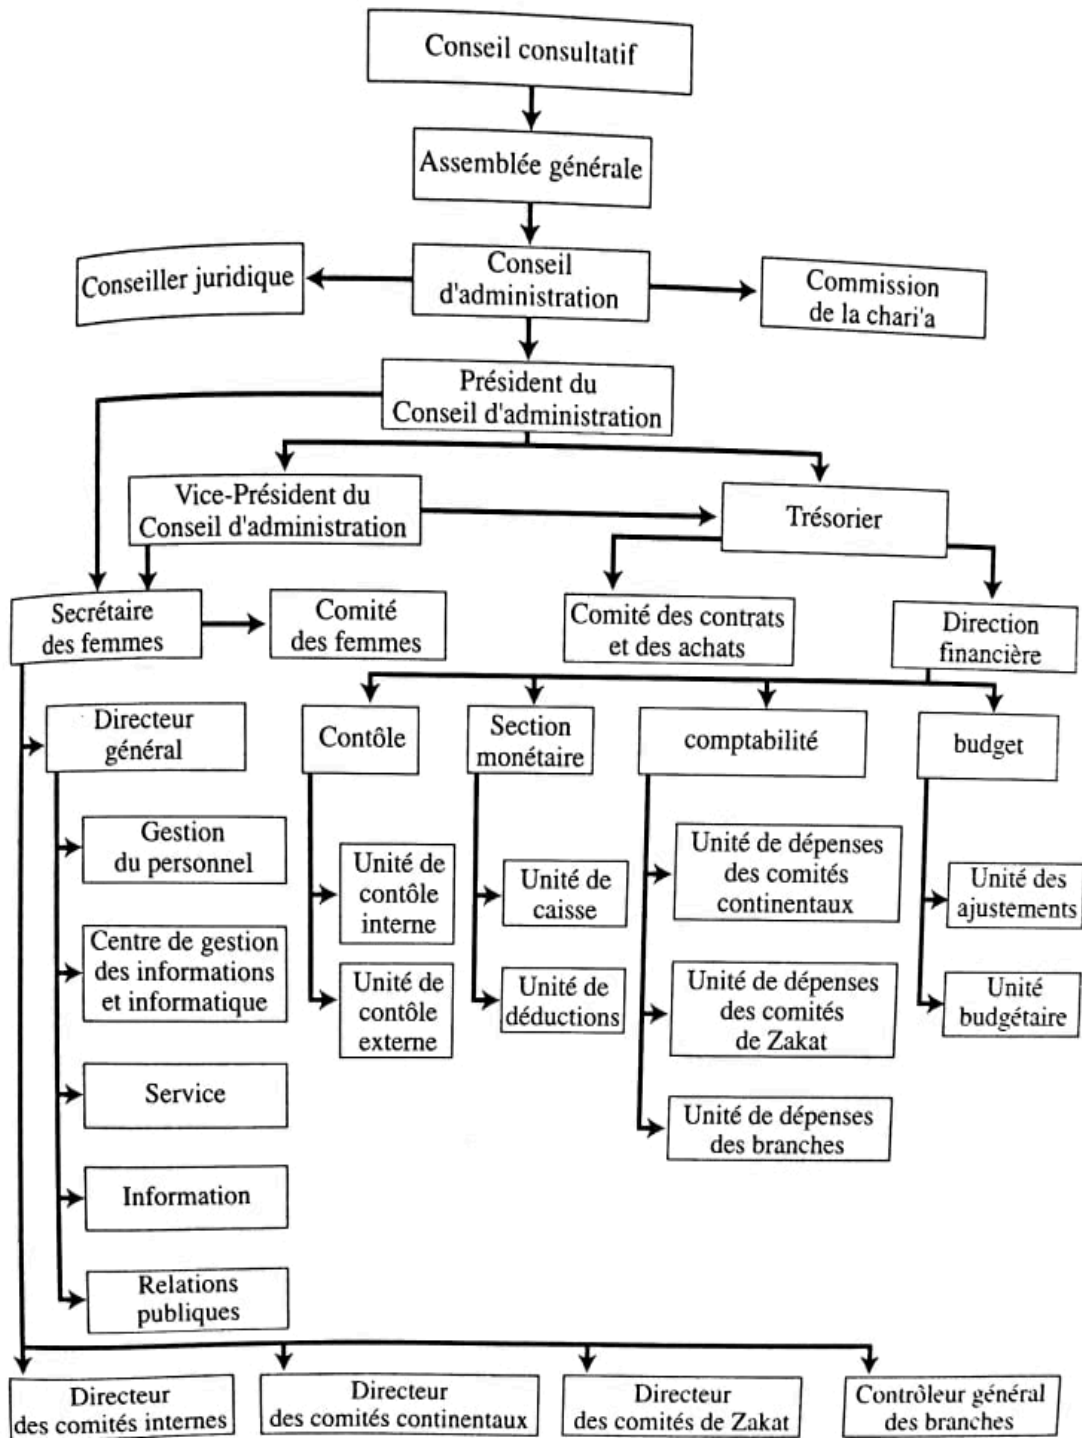 Conseil consultatif
Assemblée générale
Conseiller juridique
Conseil
d'administration
Commission
de la chari'a
Président du
Conseil d'administration
Vice-Président du
Conseil d'administration
Trésorier
Secrétaire
des femmes
Comité
des femmes
Comité des contrats
et des achats
Direction
financière
Directeur
général
Contôle
Section
monétaire
comptabilité
budget
Gestion
du personnel
Centre de gestion
des informations
et informatique
Service
Information
Relations
publiques
Unité de
contôle
interne
Unité de
contôle
externe
Unité de
caisse
Unité de
déductions
Unité de dépenses
des comités
continentaux
Unité de dépenses
des comités
de Zakat
Unité de dépenses
des branches
Unité des
ajustements
Unité
budgétaire
Directeur
des comités internes
Directeur
des comités continentaux
Directeur
des comités de Zakat
Contrôleur général
des branches